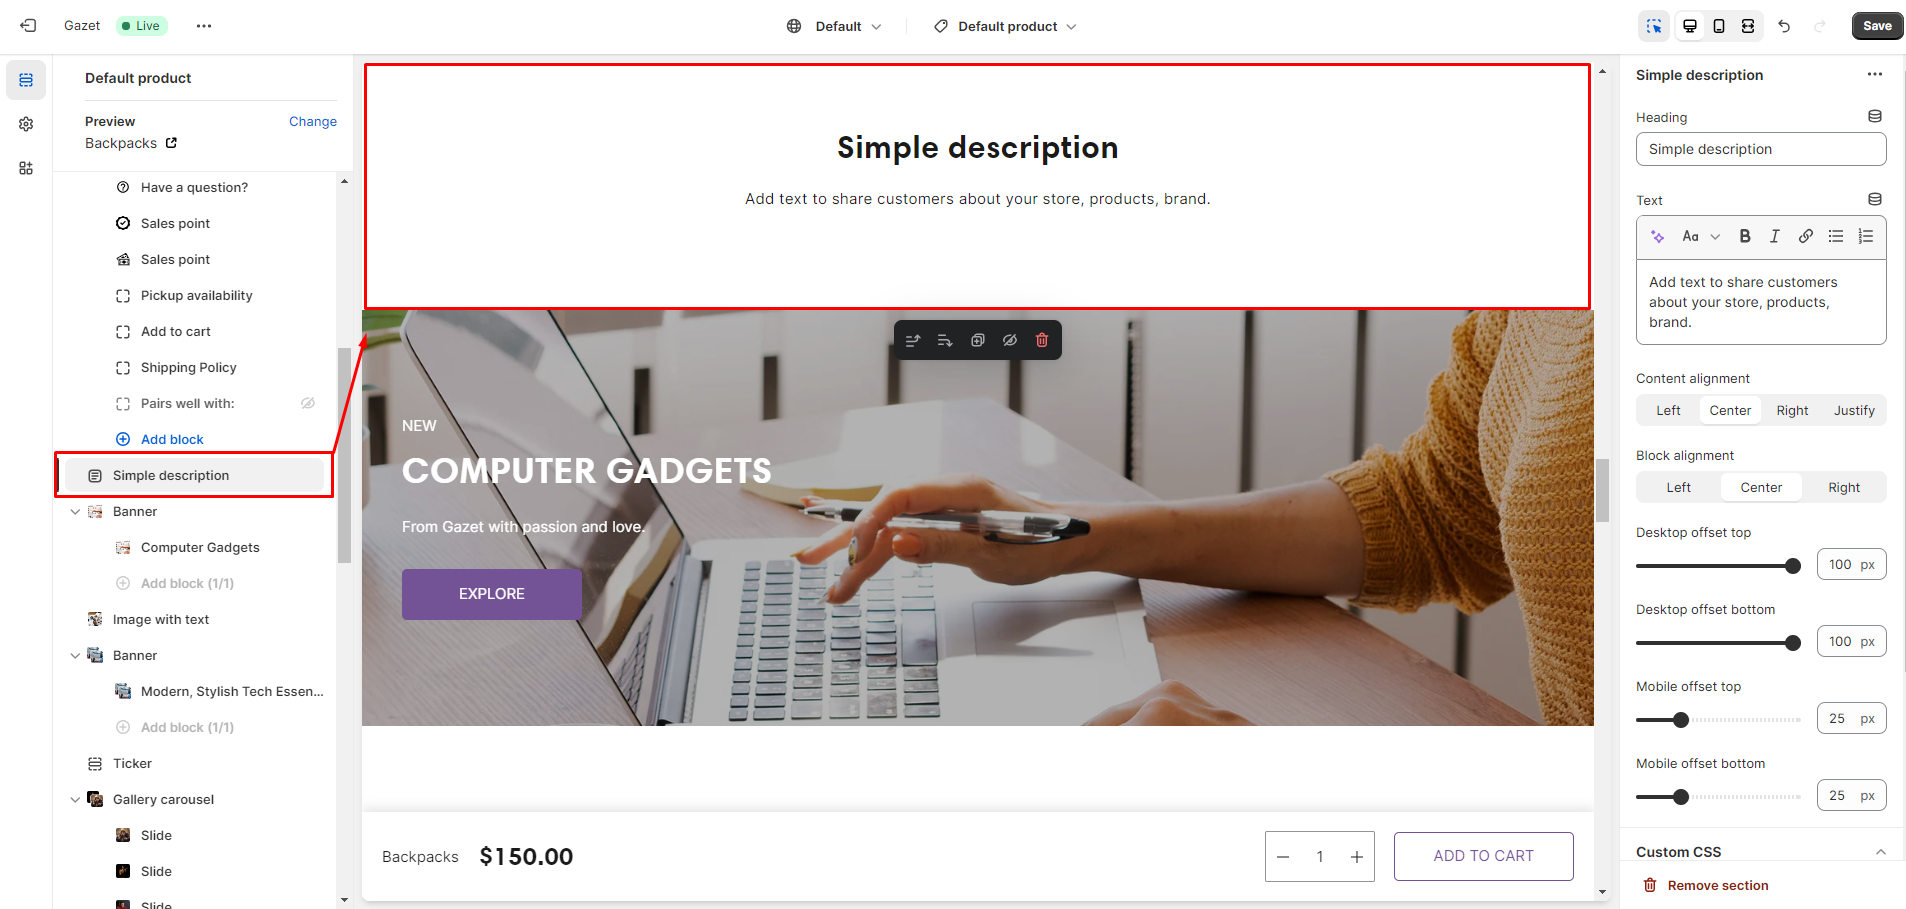 Gazet
Live
Default
Default product
Save
Default product
Preview
Change
Backpacks
Have a question?
Sales point
Sales point
Pickup availability
Add to cart
Shipping Policy
Pairs well with:
Add block
Simple description
Banner
Computer Gadgets
Add block (1/1)
Image with text
Banner
Modern, Stylish Tech Essen...
Add block (1/1)
Ticker
Gallery carousel
Slide
Slide
Slide
Simple description
Add text to share customers about your store, products, brand.
NEW
COMPUTER GADGETS
From Gazet with passion and love.
EXPLORE
Backpacks $150.00
1
ADD TO CART
Simple description
Heading
Simple description
Text
Aa B I
Add text to share customers
about your store, products,
brand.
Content alignment
Left Center Right Justify
Block alignment
Left Center Right
Desktop offset top
100 px
Desktop offset bottom
100 px
Mobile offset top
25 px
Mobile offset bottom
25 px
Custom CSS
Remove section